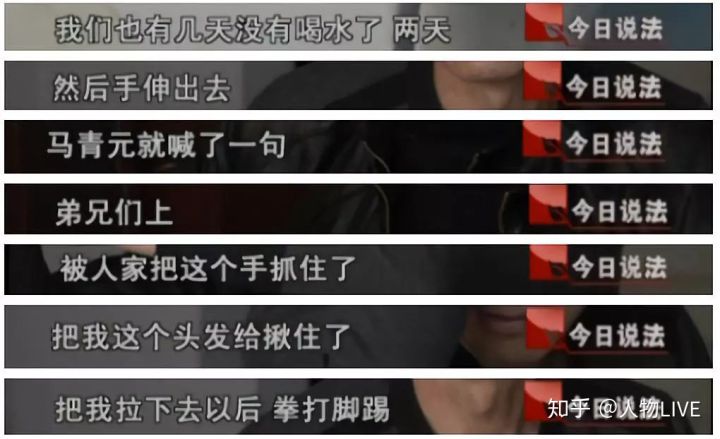 我们也有几天没有喝水了 两天 今日说法
然后手伸出去 今日说法
马青元就喊了一句 今日说法
弟兄们上 今日说法
被人家把这个手抓住了 今日说法
把我这个头发给揪住了 今日说法
把我拉下去以后 拳打脚踢 今日说法
知乎 @人物LIVE